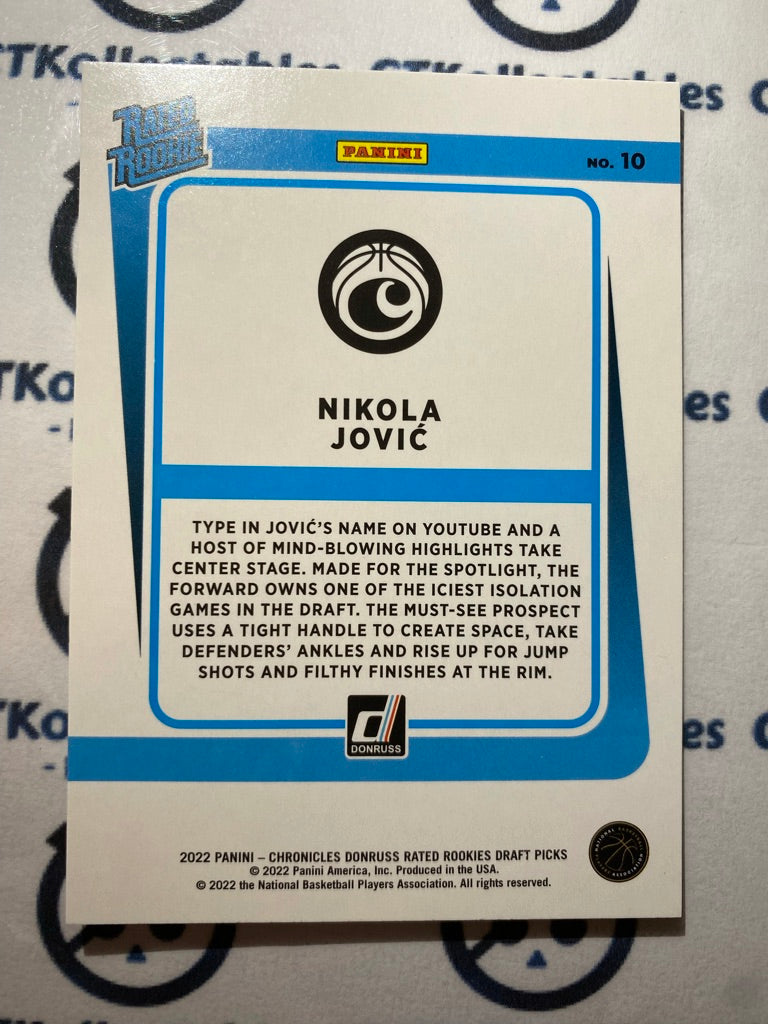 CTKollectables CTKollectables
RATED
ROOKIE
PANINI
NO. 10
NIKOLA
JOVIĆ
TYPE IN JOVIĆ'S NAME ON YOUTUBE AND A
HOST OF MIND-BLOWING HIGHLIGHTS TAKE
CENTER STAGE. MADE FOR THE SPOTLIGHT, THE
FORWARD OWNS ONE OF THE ICIEST ISOLATION
GAMES IN THE DRAFT. THE MUST-SEE PROSPECT
USES A TIGHT HANDLE TO CREATE SPACE, TAKE
DEFENDERS' ANKLES AND RISE UP FOR JUMP
SHOTS AND FILTHY FINISHES AT THE RIM.
DONRUSS
2022 PANINI – CHRONICLES DONRUSS RATED ROOKIES DRAFT PICKS
© 2022 Panini America, Inc. Produced in the USA.
© 2022 the National Basketball Players Association. All rights reserved.